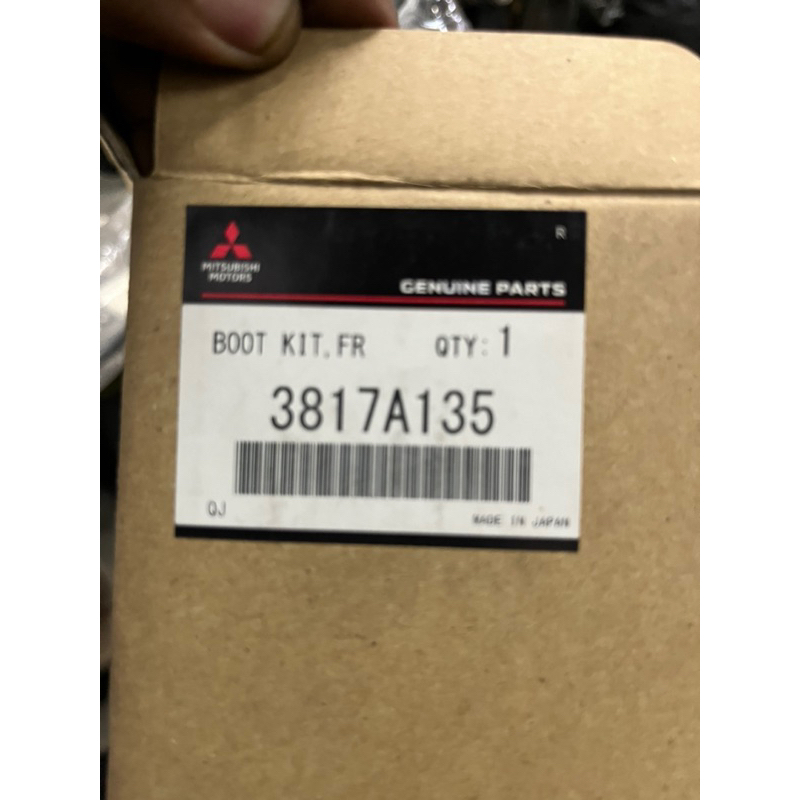 R
MITSUBISHI
MOTORS
GENUINE PARTS
BOOT KIT,FR QTY: 1
3817A135
QJ
MADE IN JAPAN